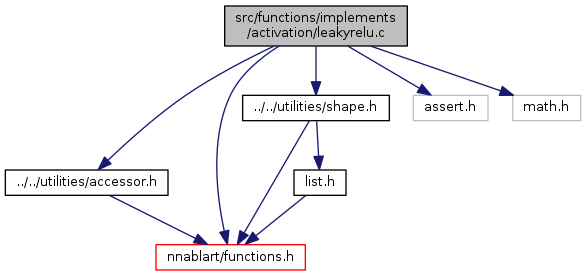 src/functions/implements
/activation/leakyrelu.c
../../utilities/shape.h
assert.h
math.h
../../utilities/accessor.h
list.h
nnablart/functions.h